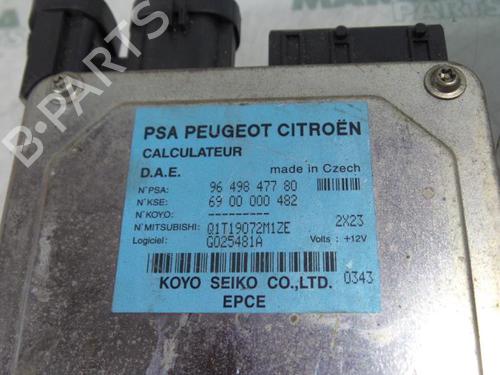 PSA PEUGEOT CITROËN
CALCULATEUR
D.A.E. made in Czech
N°PSA: 96 498 477 80
N°KSE: 69 00 000 482
N°KOYO: ---------
N°MITSUBISHI: Q1T19072M1ZE 2X23
Logiciel: G025481A Volts : +12V
0343
KOYO SEIKO CO.,LTD.
EPCE
B PARTS